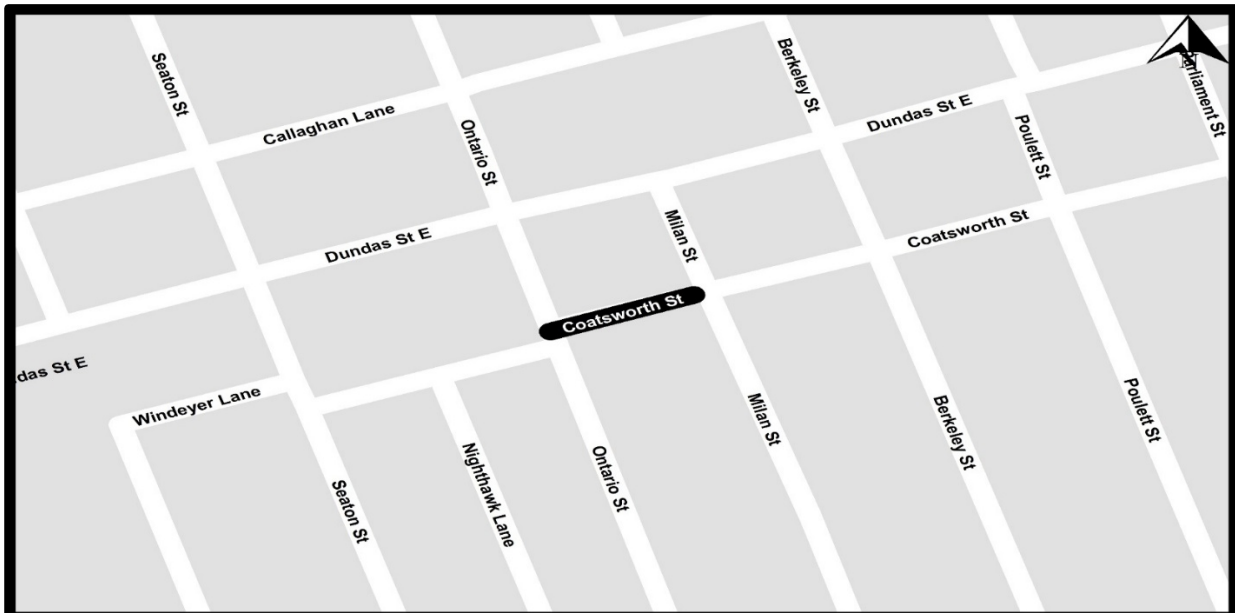 Seaton St
Callaghan Lane
Ontario St
Berkeley St
Dundas St E
Poulett St
N
Parliament St
Dundas St E
Milan St
Coatsworth St
Coatsworth St
das St E
Windeyer Lane
Seaton St
Nighthawk Lane
Ontario St
Milan St
Berkeley St
Poulett St